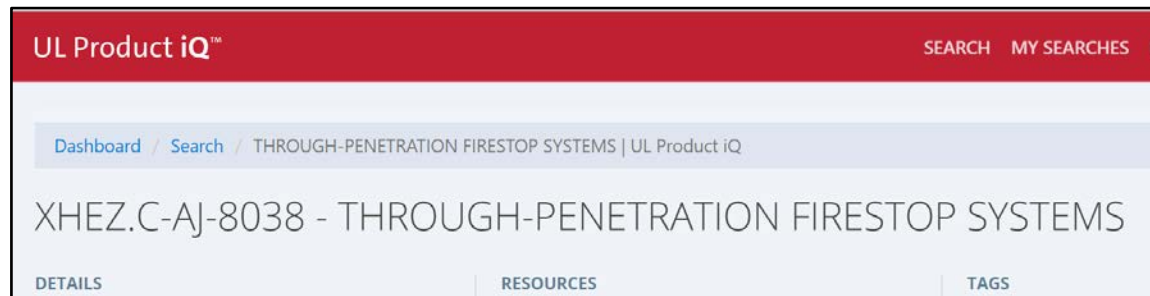 UL Product iQ™
SEARCH MY SEARCHES
Dashboard / Search / THROUGH-PENETRATION FIRESTOP SYSTEMS | UL Product iQ
XHEZ.C-AJ-8038 - THROUGH-PENETRATION FIRESTOP SYSTEMS
DETAILS RESOURCES TAGS